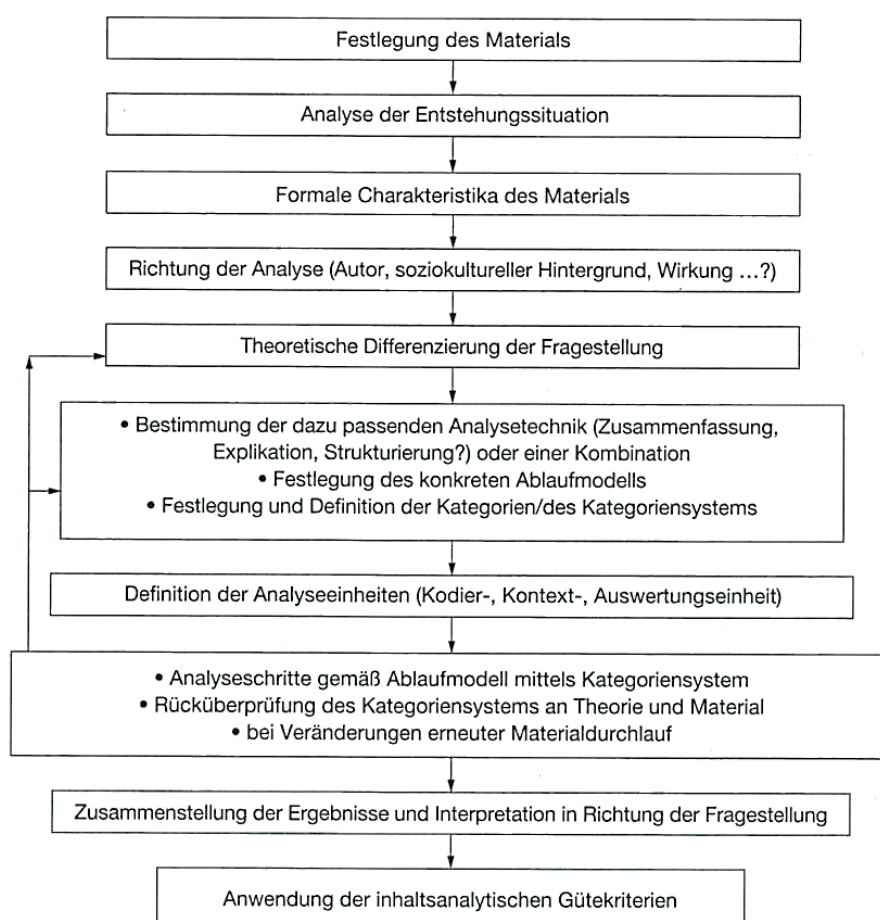 Festlegung des Materials
Analyse der Entstehungssituation
Formale Charakteristika des Materials
Richtung der Analyse (Autor, soziokultureller Hintergrund, Wirkung …?)
Theoretische Differenzierung der Fragestellung
• Bestimmung der dazu passenden Analysetechnik (Zusammenfassung,
Explikation, Strukturierung?) oder einer Kombination
• Festlegung des konkreten Ablaufmodells
• Festlegung und Definition der Kategorien/des Kategoriensystems
Definition der Analyseeinheiten (Kodier-, Kontext-, Auswertungseinheit)
• Analyseschritte gemäß Ablaufmodell mittels Kategoriensystem
• Rücküberprüfung des Kategoriensystems an Theorie und Material
• bei Veränderungen erneuter Materialdurchlauf
Zusammenstellung der Ergebnisse und Interpretation in Richtung der Fragestellung
Anwendung der inhaltsanalytischen Gütekriterien